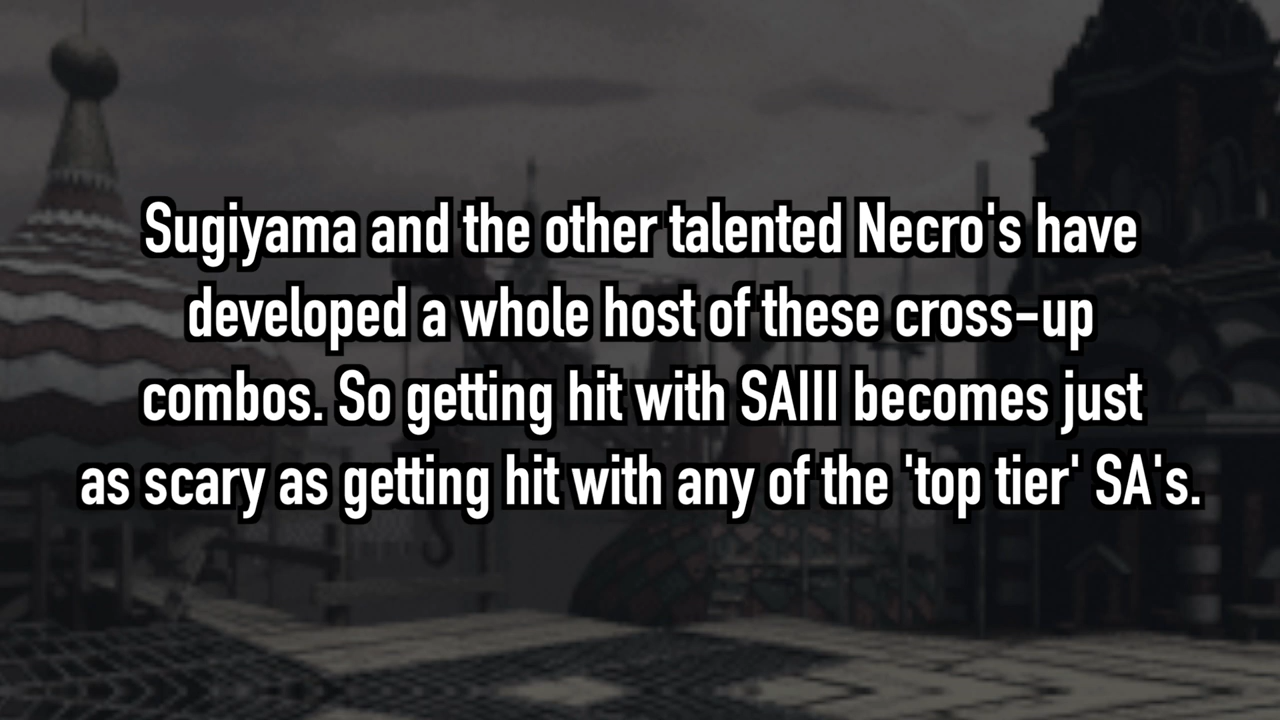 Sugiyama and the other talented Necro's have
developed a whole host of these cross-up
combos. So getting hit with SAIII becomes just
as scary as getting hit with any of the 'top tier' SA's.